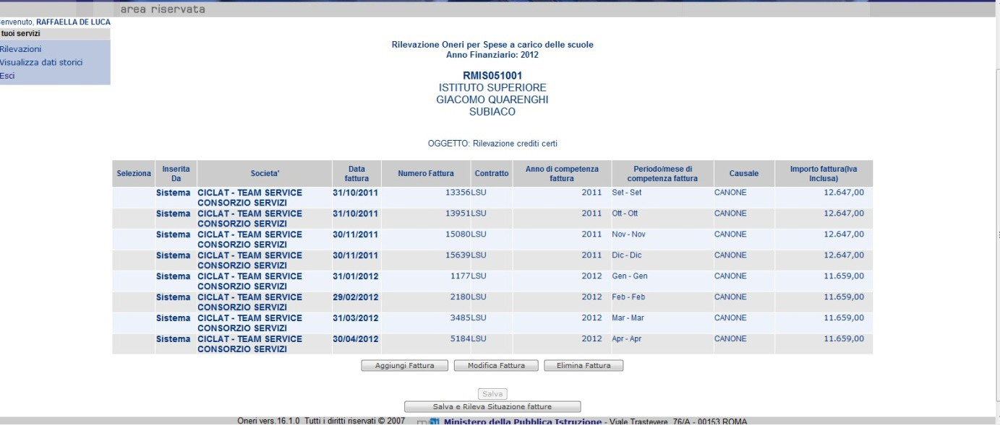 area riservata
envenuto, RAFFAELLA DE LUCA
tuoi servizi
Rilevazioni
Visualizza dati storici
Esci
Rilevazione Oneri per Spese a carico delle scuole
Anno Finanziario: 2012
RMIS051001
ISTITUTO SUPERIORE
GIACOMO QUARENGHI
SUBIACO
OGGETTO: Rilevazione crediti certi
Seleziona Inserita Da Societa' Data fattura Numero Fattura Contratto Anno di competenza fattura Periodo/mese di competenza fattura Causale Importo fattura(Iva Inclusa)
Sistema CICLAT - TEAM SERVICE CONSORZIO SERVIZI 31/10/2011 13356 LSU 2011 Set - Set CANONE 12.647,00
Sistema CICLAT - TEAM SERVICE CONSORZIO SERVIZI 31/10/2011 13951 LSU 2011 Ott - Ott CANONE 12.647,00
Sistema CICLAT - TEAM SERVICE CONSORZIO SERVIZI 30/11/2011 15080 LSU 2011 Nov - Nov CANONE 12.647,00
Sistema CICLAT - TEAM SERVICE CONSORZIO SERVIZI 30/11/2011 15639 LSU 2011 Dic - Dic CANONE 12.647,00
Sistema CICLAT - TEAM SERVICE CONSORZIO SERVIZI 31/01/2012 1177 LSU 2012 Gen - Gen CANONE 11.659,00
Sistema CICLAT - TEAM SERVICE CONSORZIO SERVIZI 29/02/2012 2180 LSU 2012 Feb - Feb CANONE 11.659,00
Sistema CICLAT - TEAM SERVICE CONSORZIO SERVIZI 31/03/2012 3485 LSU 2012 Mar - Mar CANONE 11.659,00
Sistema CICLAT - TEAM SERVICE CONSORZIO SERVIZI 30/04/2012 5184 LSU 2012 Apr - Apr CANONE 11.659,00
Aggiungi Fattura Modifica Fattura Elimina Fattura
Salva
Salva e Rileva Situazione fatture
Oneri vers.16.1.0 Tutti i diritti riservati © 2007 Ministero della Pubblica Istruzione - Viale Trastevere, 76/A - 00153 ROMA